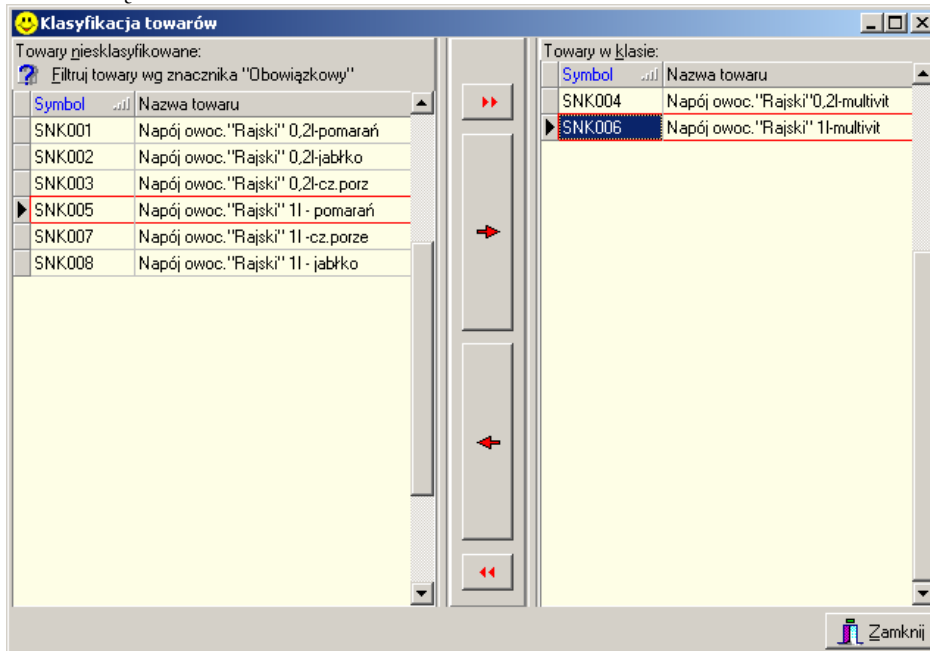 Klasyfikacja towarów
Towary niesklasyfikowane:
Filtruj towary wg znacznika "Obowiązkowy"
Symbol Nazwa towaru
SNK001 Napój owoc."Rajski" 0,2l-pomarań
SNK002 Napój owoc."Rajski" 0,2l-jabłko
SNK003 Napój owoc."Rajski" 0,2l-cz.porz
SNK005 Napój owoc."Rajski" 1l - pomarań
SNK007 Napój owoc."Rajski" 1l -cz.porze
SNK008 Napój owoc."Rajski" 1l - jabłko
Towary w klasie:
Symbol Nazwa towaru
SNK004 Napój owoc."Rajski"0,2l-multivit
SNK006 Napój owoc."Rajski" 1l-multivit
Zamknij